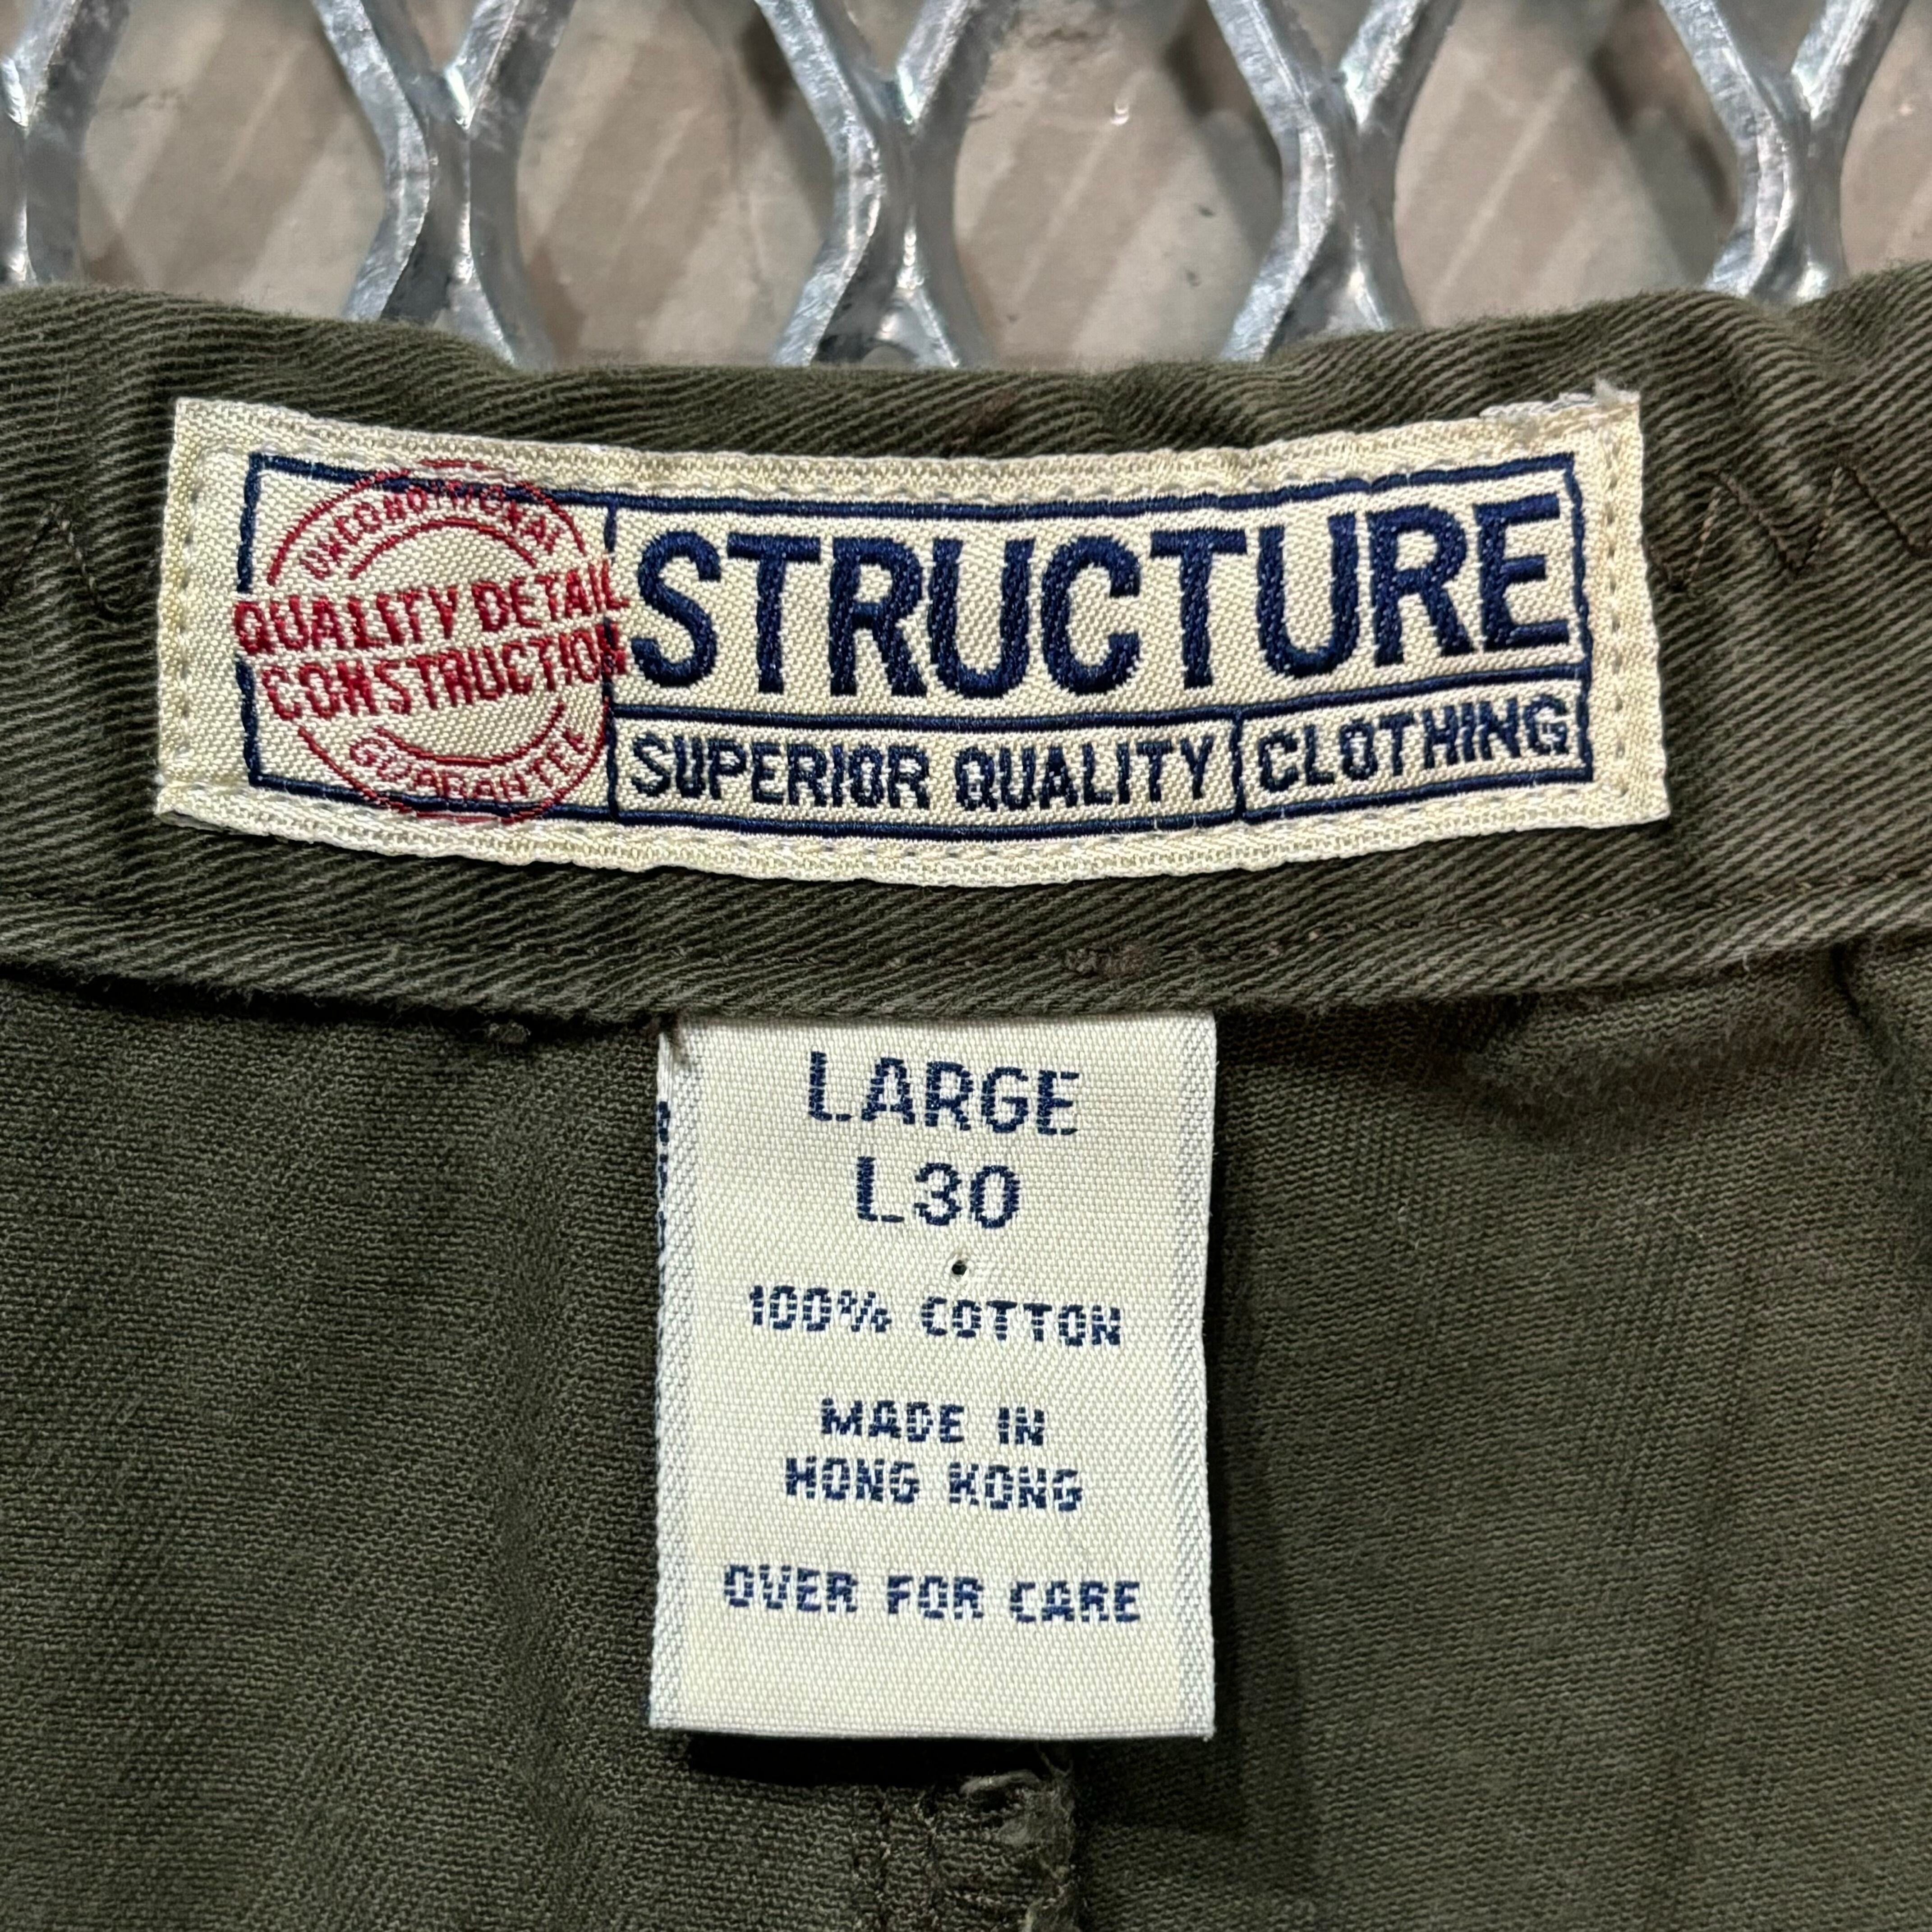 UNCONDITIONAL
QUALITY DETAIL
CONSTRUCTION
GUARANTEE
STRUCTURE
SUPERIOR QUALITY CLOTHING
LARGE
L30
100% COTTON
MADE IN
HONG KONG
OVER FOR CARE